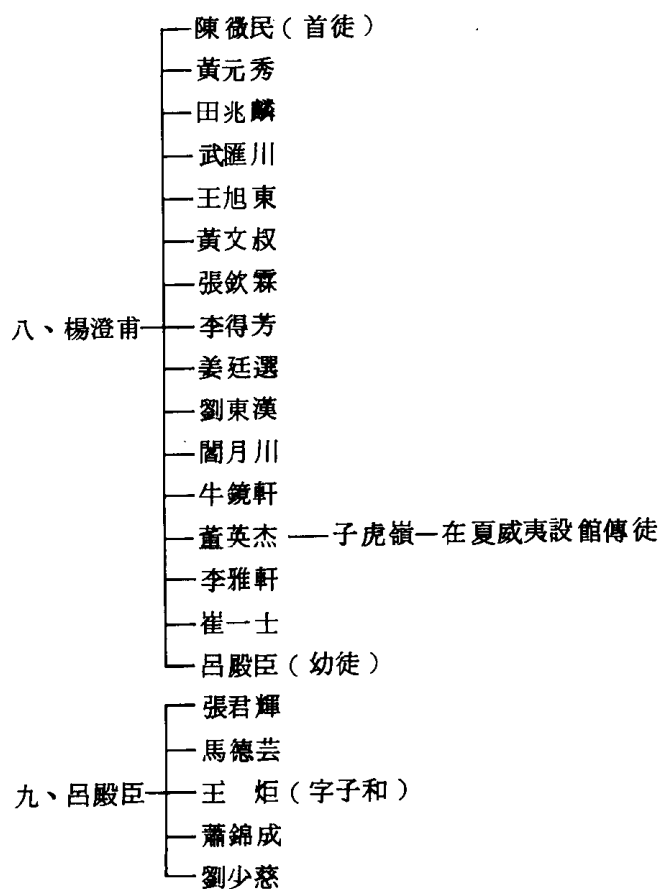 陳微民（首徒）
黃元秀
田兆麟
武匯川
王旭東
黃文叔
張欽霖
八、楊澄甫
李得芳
姜廷選
劉東漢
閻月川
牛鏡軒
董英杰——子虎嶺—在夏威夷設館傳徒
李雅軒
崔一士
呂殿臣（幼徒）
張君輝
馬德芸
九、呂殿臣
王　炬（字子和）
蕭錦成
劉少慈